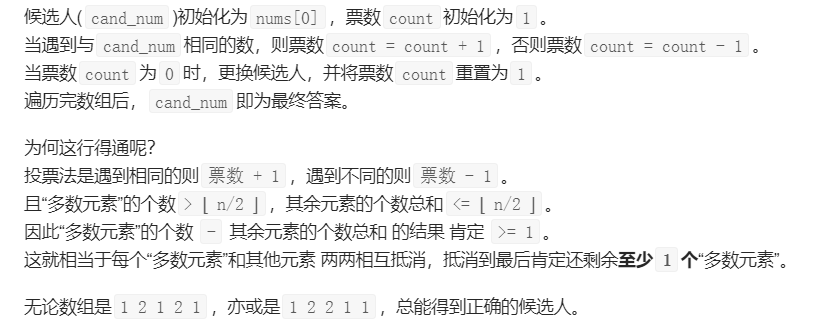 候选人( cand_num )初始化为 nums[0] ，票数 count 初始化为 1 。
当遇到与 cand_num 相同的数，则票数 count = count + 1 ，否则票数 count = count - 1 。
当票数 count 为 0 时，更换候选人，并将票数 count 重置为 1 。
遍历完数组后， cand_num 即为最终答案。
为何这行得通呢？
投票法是遇到相同的则 票数 + 1 ，遇到不同的则 票数 - 1 。
且“多数元素”的个数 > ⌊ n/2 ⌋ ，其余元素的个数总和 <= ⌊ n/2 ⌋ 。
因此“多数元素”的个数 - 其余元素的个数总和 的结果 肯定 >= 1 。
这就相当于每个“多数元素”和其他元素 两两相互抵消，抵消到最后肯定还剩余至少 1 个“多数元素”。
无论数组是 1 2 1 2 1 ，亦或是 1 2 2 1 1 ，总能得到正确的候选人。